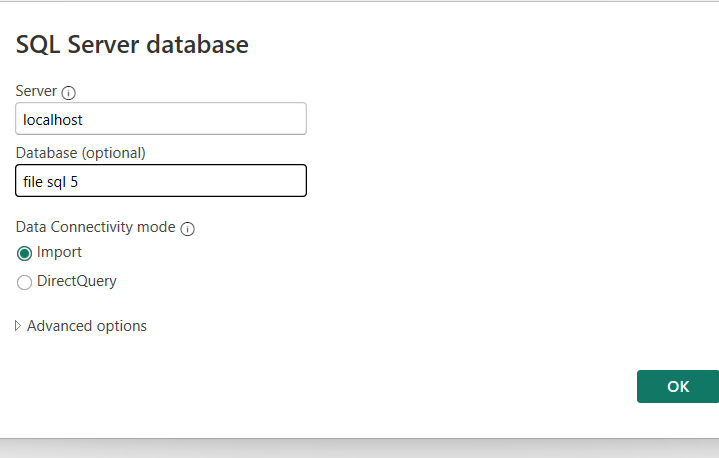 SQL Server database
Server
localhost
Database (optional)
file sql 5
Data Connectivity mode
Import
DirectQuery
Advanced options
OK